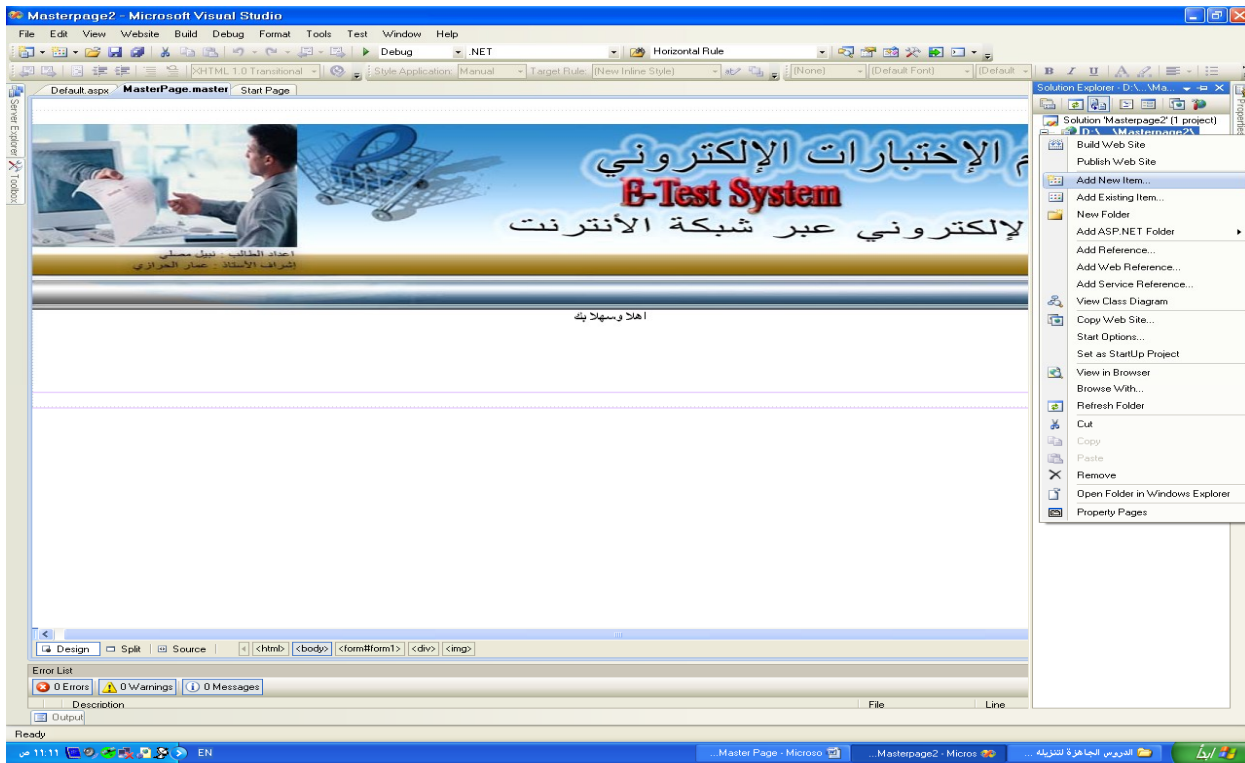 Masterpage2 - Microsoft Visual Studio
File Edit View Website Build Debug Format Tools Test Window Help
Debug .NET Horizontal Rule
XHTML 1.0 Transitional Style Application: Manual Target Rule: (New Inline Style) (None) (Default Font) (Default B I U A
Default.aspx MasterPage.master Start Page
Solution Explorer - D:\...\Ma...
Server Explorer
Toolbox
Properties
Solution 'Masterpage2' (1 project)
D:\...\Masterpage2\
م الإختبارات الإلكتروني
E-Test System
لإلكتروني عبر شبكة الأنترنت
اعداد الطالب : نبيل مصلي
إشراف الأستاذ : عمار الحرازي
اهلا وسهلا بك
Build Web Site
Publish Web Site
Add New Item...
Add Existing Item...
New Folder
Add ASP.NET Folder
Add Reference...
Add Web Reference...
Add Service Reference...
View Class Diagram
Copy Web Site...
Start Options...
Set as StartUp Project
View in Browser
Browse With...
Refresh Folder
Cut
Copy
Paste
Remove
Open Folder in Windows Explorer
Property Pages
Design Split Source <html> <body> <form#form1> <div> <img>
Error List
0 Errors 0 Warnings 0 Messages
Description File Line
Output
Ready
١١:١١ ص EN ...Master Page - Microso ...Masterpage2 - Micros الدروس الجاهزة لتنزيله ... ابدأ